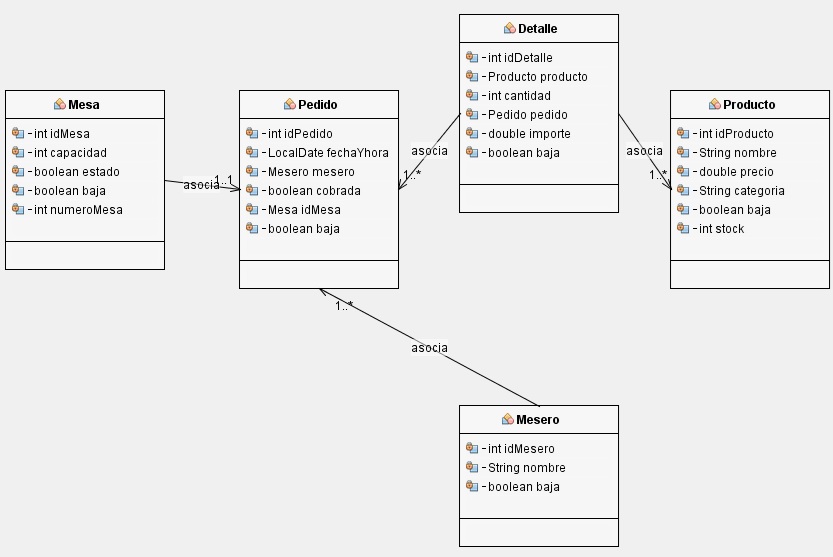 Detalle
- int idDetalle
- Producto producto
- int cantidad
- Pedido pedido
- double importe
- boolean baja
Mesa
- int idMesa
- int capacidad
- boolean estado
- boolean baja
- int numeroMesa
Pedido
- int idPedido
- LocalDate fechaYhora
- Mesero mesero
- boolean cobrada
- Mesa idMesa
- boolean baja
Producto
- int idProducto
- String nombre
- double precio
- String categoria
- boolean baja
- int stock
asocia
1..1
asocia
1..*
asocia
1..*
1..*
asocia
Mesero
- int idMesero
- String nombre
- boolean baja